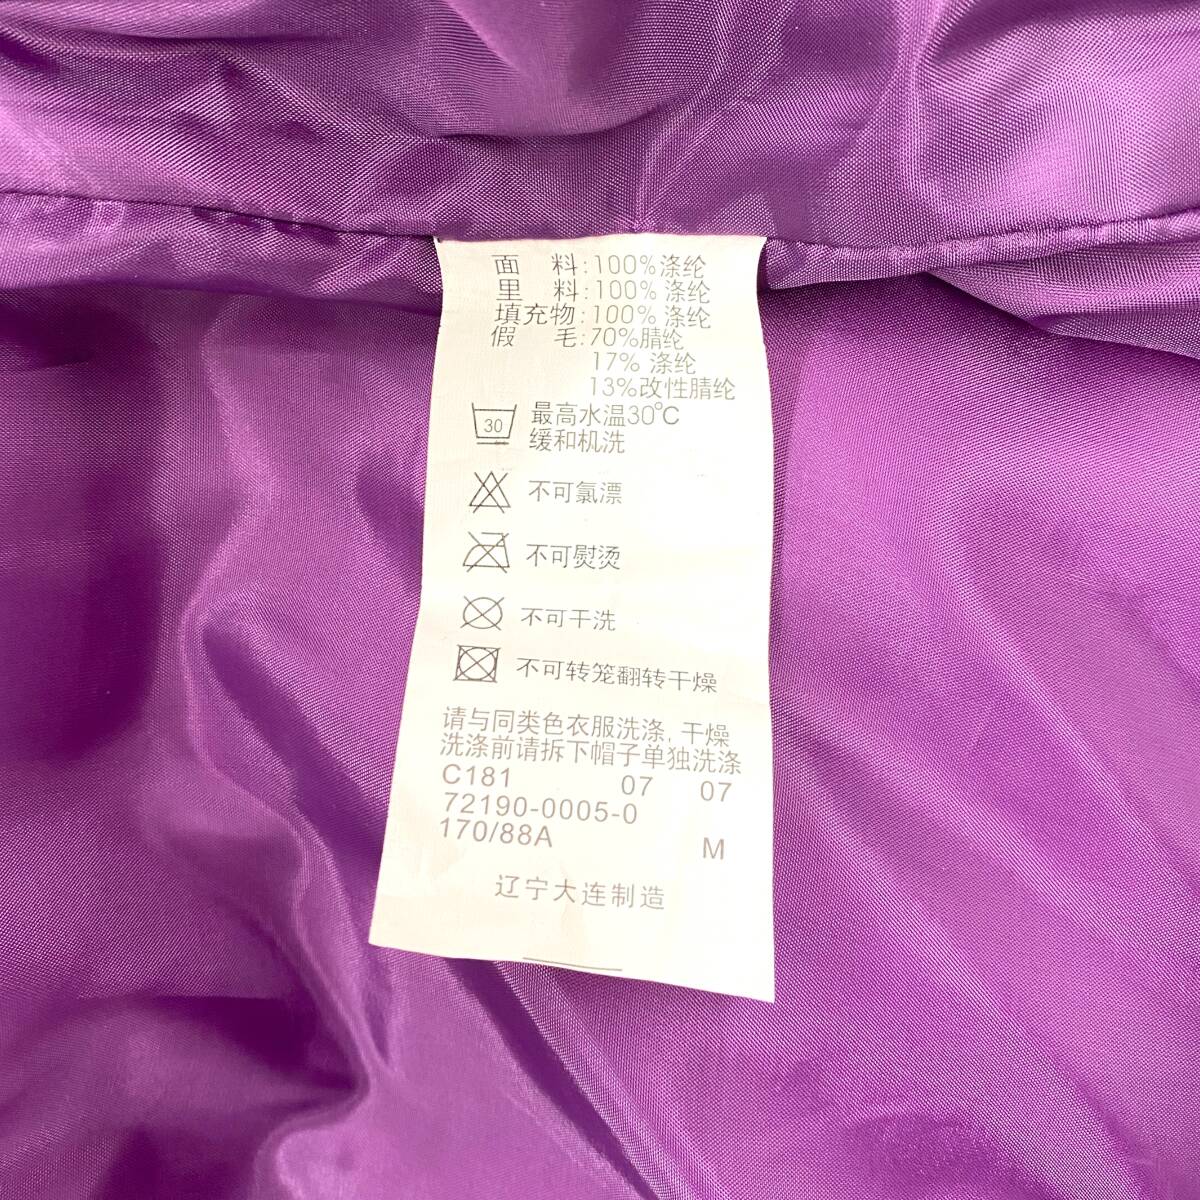 面 料:100%涤纶
里 料:100%涤纶
填充物:100%涤纶
假 毛:70%腈纶
17% 涤纶
13%改性腈纶
30 最高水温30℃
缓和机洗
不可氯漂
不可熨烫
不可干洗
不可转笼翻转干燥
请与同类色衣服洗涤,干燥
洗涤前请拆下帽子单独洗涤
C181 07 07
72190-0005-0
170/88A M
辽宁大连制造